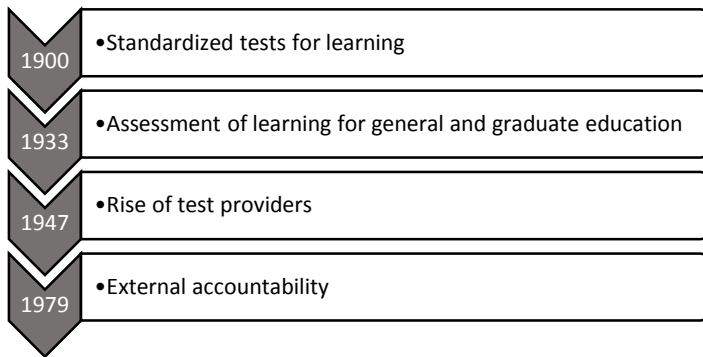 1900
•Standardized tests for learning
1933
•Assessment of learning for general and graduate education
1947
•Rise of test providers
1979
•External accountability